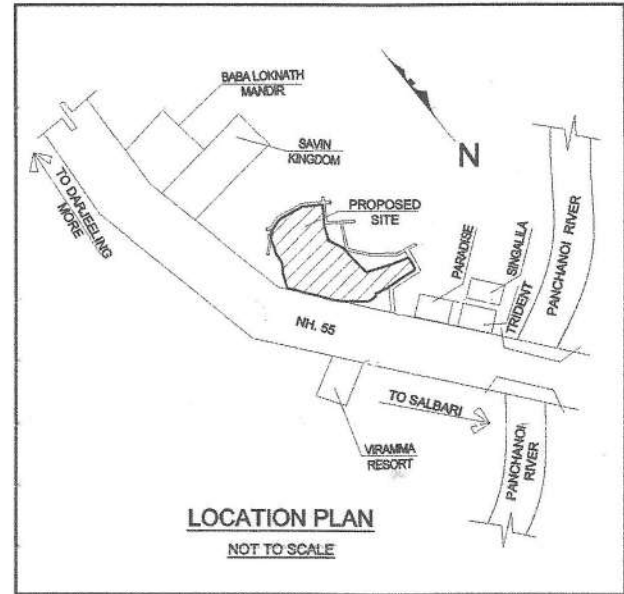 BABA LOKNATH
MANDIR
SAVIN
KINGDOM
N
TO DARJEELING
MORE
PROPOSED
SITE
PARADISE
SINGALILA
TRIDENT
PANCHANOI RIVER
NH. 55
TO SALBARI
VIRAMMA
RESORT
PANCHANOI
RIVER
LOCATION PLAN
NOT TO SCALE